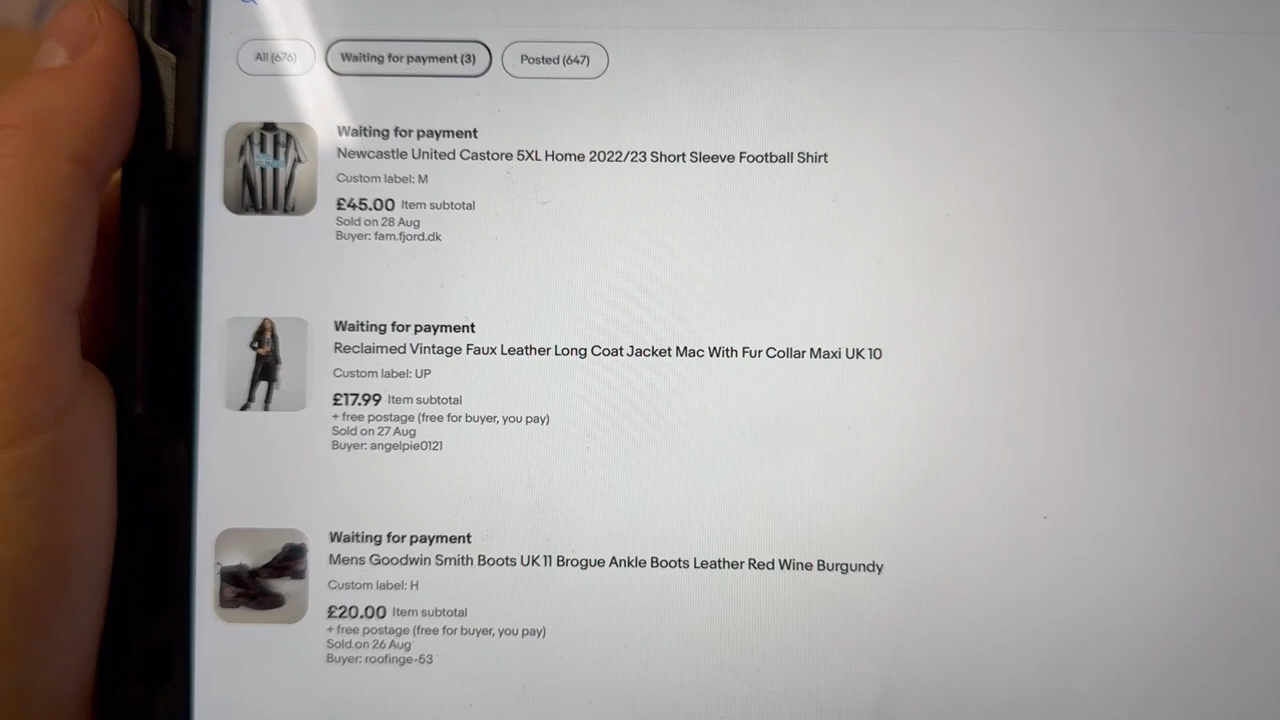 All (676)
Waiting for payment (3)
Posted (647)
Waiting for payment
Newcastle United Castore 5XL Home 2022/23 Short Sleeve Football Shirt
Custom label: M
£45.00 Item subtotal
Sold on 28 Aug
Buyer: fam.fjord.dk
Waiting for payment
Reclaimed Vintage Faux Leather Long Coat Jacket Mac With Fur Collar Maxi UK 10
Custom label: UP
£17.99 Item subtotal
+ free postage (free for buyer, you pay)
Sold on 27 Aug
Buyer: angelpie0121
Waiting for payment
Mens Goodwin Smith Boots UK 11 Brogue Ankle Boots Leather Red Wine Burgundy
Custom label: H
£20.00 Item subtotal
+ free postage (free for buyer, you pay)
Sold on 26 Aug
Buyer: roofinge-53